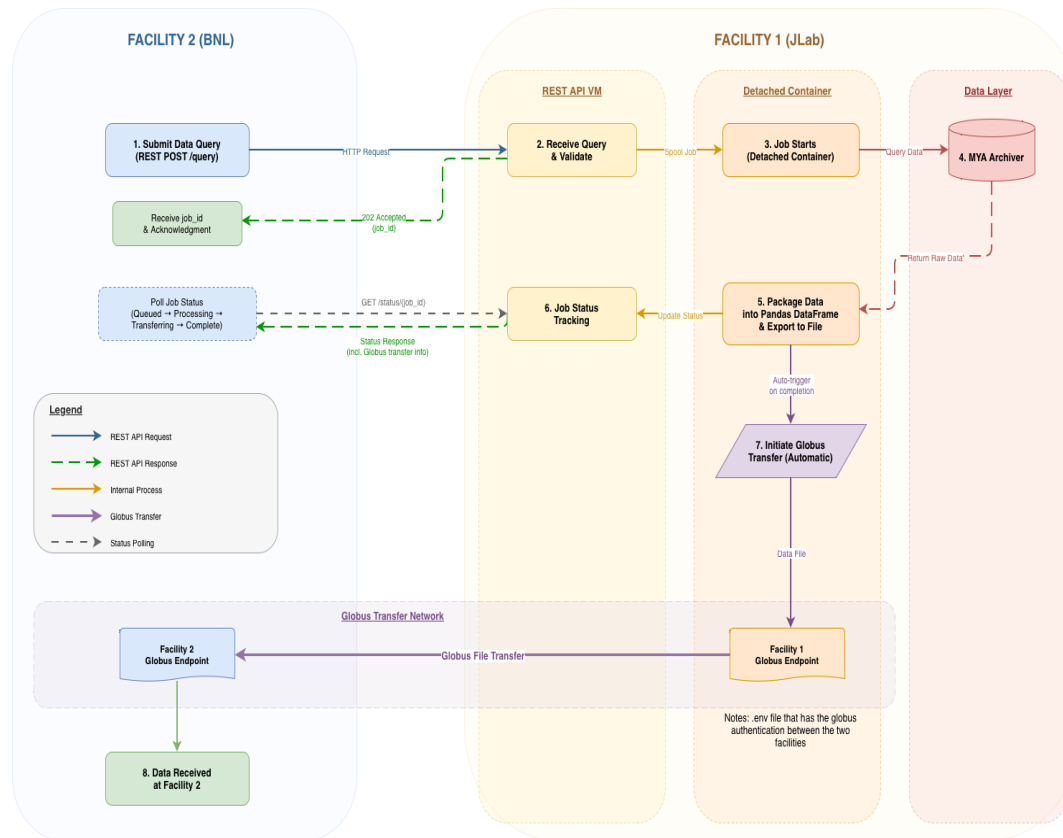 FACILITY 2 (BNL)
FACILITY 1 (JLab)
REST API VM
Detached Container
Data Layer
1. Submit Data Query
(REST POST /query)
HTTP Request
2. Receive Query
& Validate
Spool Job
3. Job Starts
(Detached Container)
Query Data'
4. MYA Archiver
Receive job_id
& Acknowledgment
202 Accepted
(job_id)
Return Raw Data'
Poll Job Status
(Queued → Processing →
Transferring → Complete)
GET /status/(job_id)
Status Response
(incl. Globus transfer info)
6. Job Status
Tracking
Update Status
5. Package Data
into Pandas DataFrame
& Export to File
Auto-trigger
on completion
7. Initiate Globus
Transfer (Automatic)
Data File
Legend
REST API Request
REST API Response
Internal Process
Globus Transfer
Status Polling
Globus Transfer Network
Facility 2
Globus Endpoint
Globus File Transfer
Facility 1
Globus Endpoint
Notes: .env file that has the globus
authentication between the two
facilities
8. Data Received
at Facility 2